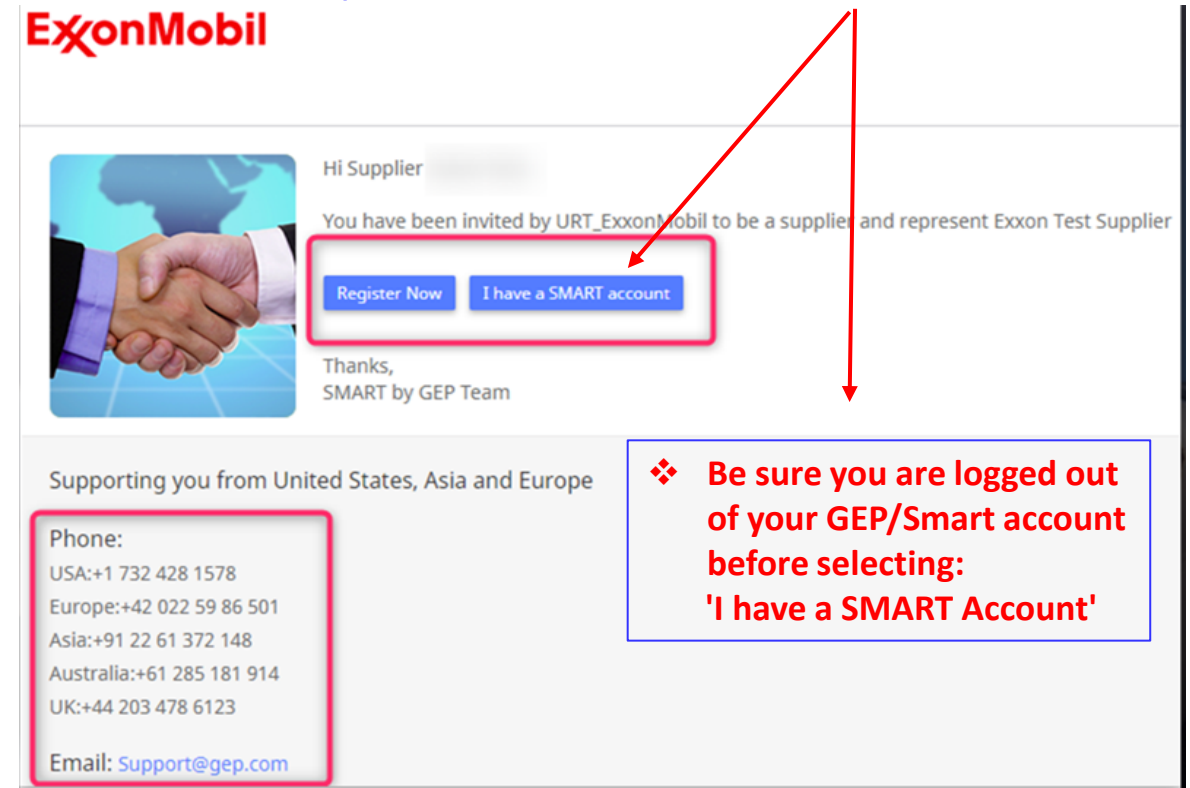 ExxonMobil
Hi Supplier
You have been invited by URT_ExxonMobil to be a supplier and represent Exxon Test Supplier
Register Now I have a SMART account
Thanks,
SMART by GEP Team
Supporting you from United States, Asia and Europe
Phone:
USA:+1 732 428 1578
Europe:+42 022 59 86 501
Asia:+91 22 61 372 148
Australia:+61 285 181 914
UK:+44 203 478 6123
Email: Support@gep.com
❖ Be sure you are logged out
of your GEP/Smart account
before selecting:
'I have a SMART Account'